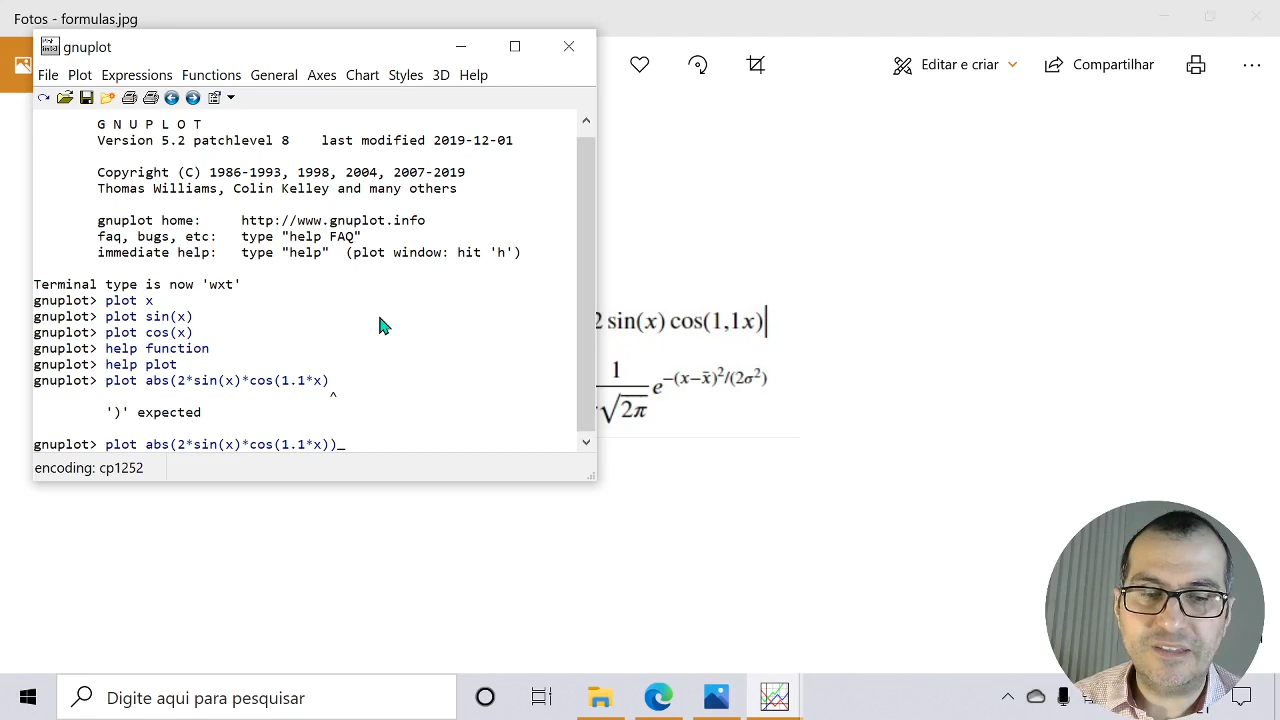 Fotos - formulas.jpg
gnuplot
File Plot Expressions Functions General Axes Chart Styles 3D Help
Editar e criar
Compartilhar
G N U P L O T
Version 5.2 patchlevel 8 last modified 2019-12-01
Copyright (C) 1986-1993, 1998, 2004, 2007-2019
Thomas Williams, Colin Kelley and many others
gnuplot home: http://www.gnuplot.info
faq, bugs, etc: type "help FAQ"
immediate help: type "help" (plot window: hit 'h')
Terminal type is now 'wxt'
gnuplot> plot x
gnuplot> plot sin(x)
gnuplot> plot cos(x)
gnuplot> help function
gnuplot> help plot
gnuplot> plot abs(2*sin(x)*cos(1.1*x)
^
')' expected
gnuplot> plot abs(2*sin(x)*cos(1.1*x))_
encoding: cp1252
2 sin(x) cos(1,1x)|
1
√2π e^−(x−x̄)²/(2σ²)
Digite aqui para pesquisar